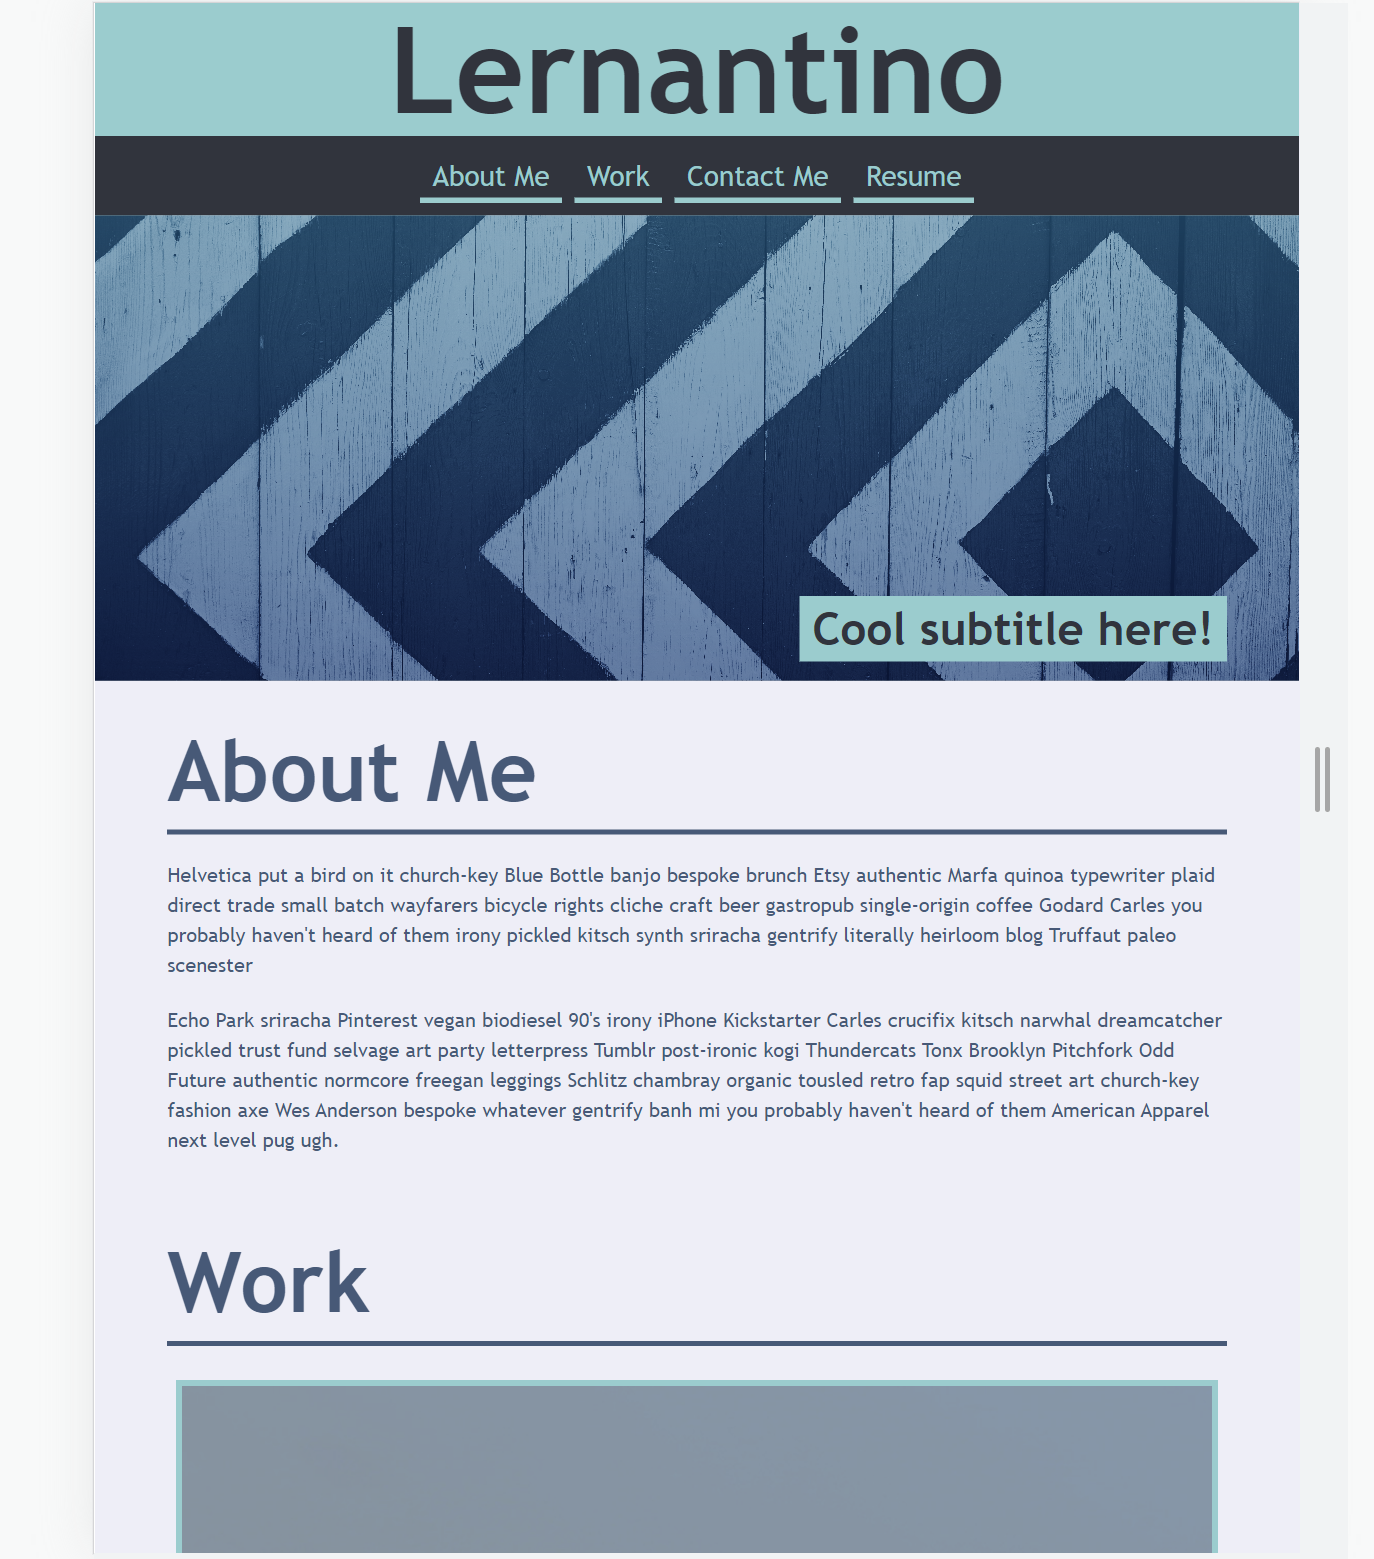 Lernantino
About Me Work Contact Me Resume
Cool subtitle here!
About Me
Helvetica put a bird on it church-key Blue Bottle banjo bespoke brunch Etsy authentic Marfa quinoa typewriter plaid
direct trade small batch wayfarers bicycle rights cliche craft beer gastropub single-origin coffee Godard Carles you
probably haven't heard of them irony pickled kitsch synth sriracha gentrify literally heirloom blog Truffaut paleo
scenester
Echo Park sriracha Pinterest vegan biodiesel 90's irony iPhone Kickstarter Carles crucifix kitsch narwhal dreamcatcher
pickled trust fund selvage art party letterpress Tumblr post-ironic kogi Thundercats Tonx Brooklyn Pitchfork Odd
Future authentic normcore freegan leggings Schlitz chambray organic tousled retro fap squid street art church-key
fashion axe Wes Anderson bespoke whatever gentrify banh mi you probably haven't heard of them American Apparel
next level pug ugh.
Work